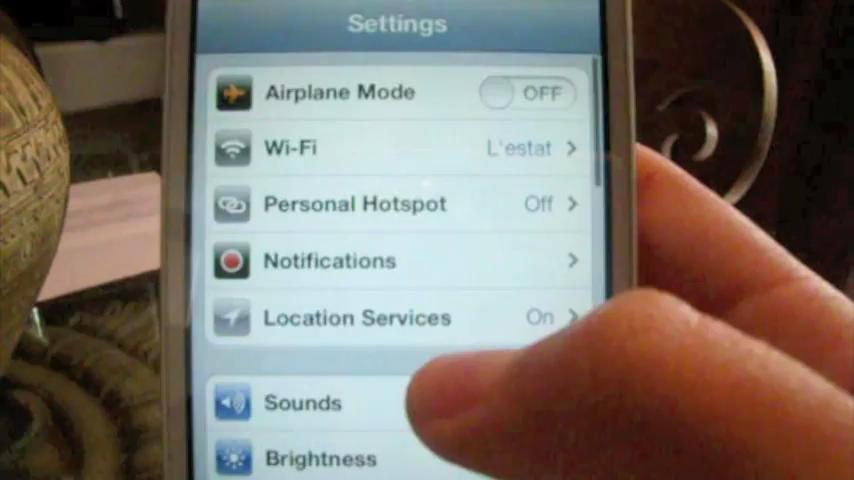 Settings
Airplane Mode OFF
Wi-Fi L'estat
Personal Hotspot Off
Notifications
Location Services On
Sounds
Brightness